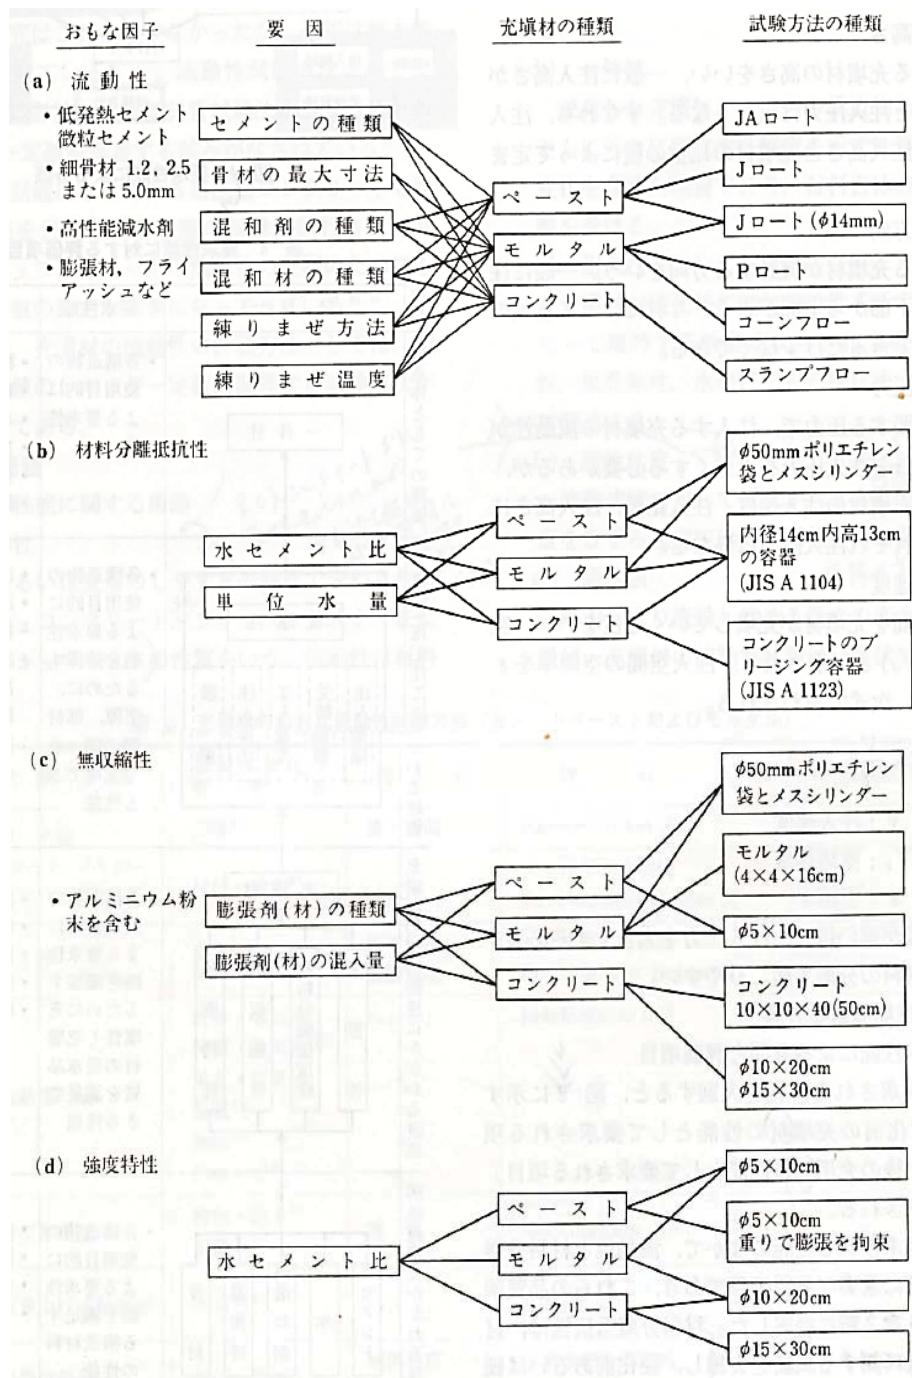 おもな因子
要因
充填材の種類
試験方法の種類
(a) 流動性
・低発熱セメント
微粒セメント
・細骨材 1.2, 2.5
または 5.0mm
・高性能減水剤
・膨張材，フライ
アッシュなど
セメントの種類
骨材の最大寸法
混和剤の種類
混和材の種類
練りまぜ方法
練りまぜ温度
ペースト
モルタル
コンクリート
JAロート
Jロート
Jロート(φ14mm)
Pロート
コーンフロー
スランプフロー
(b) 材料分離抵抗性
水セメント比
単位水量
ペースト
モルタル
コンクリート
φ50mmポリエチレン
袋とメスシリンダー
内径14cm内高13cm
の容器
(JIS A 1104)
コンクリートのブ
リージング容器
(JIS A 1123)
(c) 無収縮性
・アルミニウム粉
末を含む
膨張剤(材)の種類
膨張剤(材)の混入量
ペースト
モルタル
コンクリート
φ50mmポリエチレン
袋とメスシリンダー
モルタル
(4×4×16cm)
φ5×10cm
コンクリート
10×10×40(50cm)
φ10×20cm
φ15×30cm
(d) 強度特性
水セメント比
ペースト
モルタル
コンクリート
φ5×10cm
φ5×10cm
重りで膨張を拘束
φ10×20cm
φ15×30cm